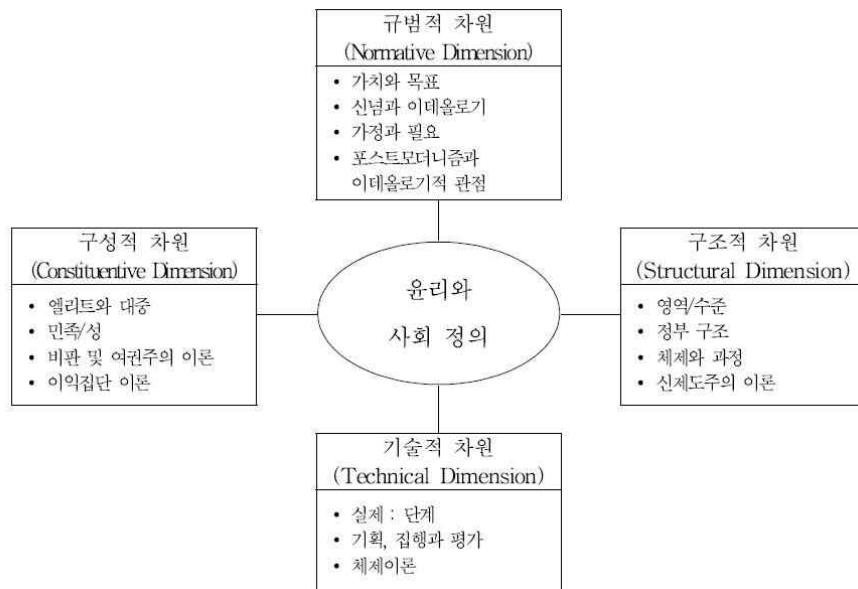 규범적 차원
(Normative Dimension)
• 가치와 목표
• 신념과 이데올로기
• 가정과 필요
• 포스트모더니즘과
이데올로기적 관점
구성적 차원
(Constituentive Dimension)
• 엘리트와 대중
• 민족/성
• 비판 및 여권주의 이론
• 이익집단 이론
윤리와
사회 정의
구조적 차원
(Structural Dimension)
• 영역/수준
• 정부 구조
• 체제와 과정
• 신제도주의 이론
기술적 차원
(Technical Dimension)
• 실제 : 단계
• 기획, 집행과 평가
• 체제이론